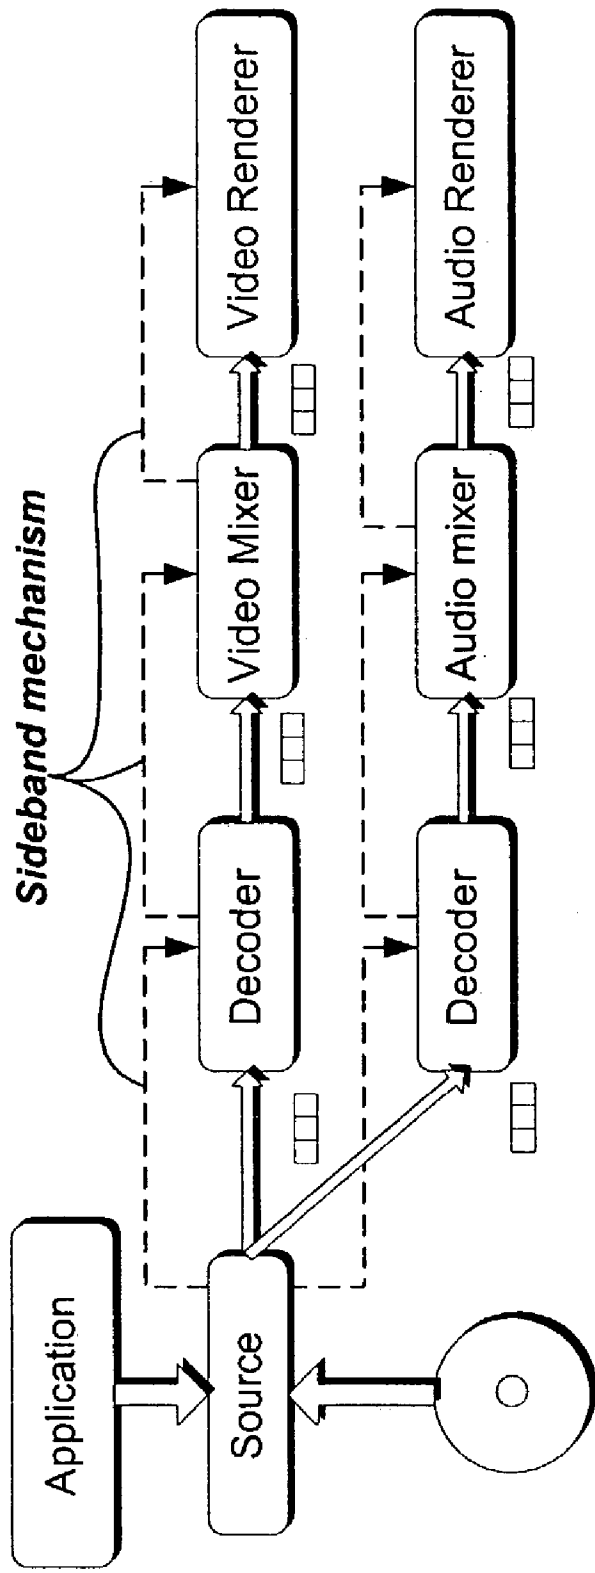 Sideband mechanism
Application
Source
Decoder
Video Mixer
Video Renderer
Decoder
Audio mixer
Audio Renderer